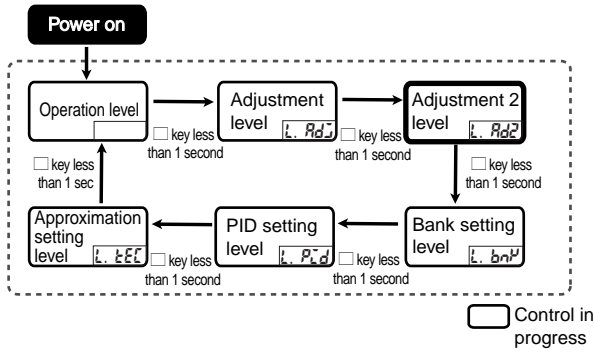 Power on
Operation level
Adjustment
level
L. AdJ
Adjustment 2
level
L. Ad2
key less
than 1 second
key less
than 1 second
key less
than 1 sec
key less
than 1 second
Approximation
setting
level
L. tEC
PID setting
level
L. Pid
Bank setting
level
L. bnK
key less
than 1 second
key less
than 1 second
Control in
progress